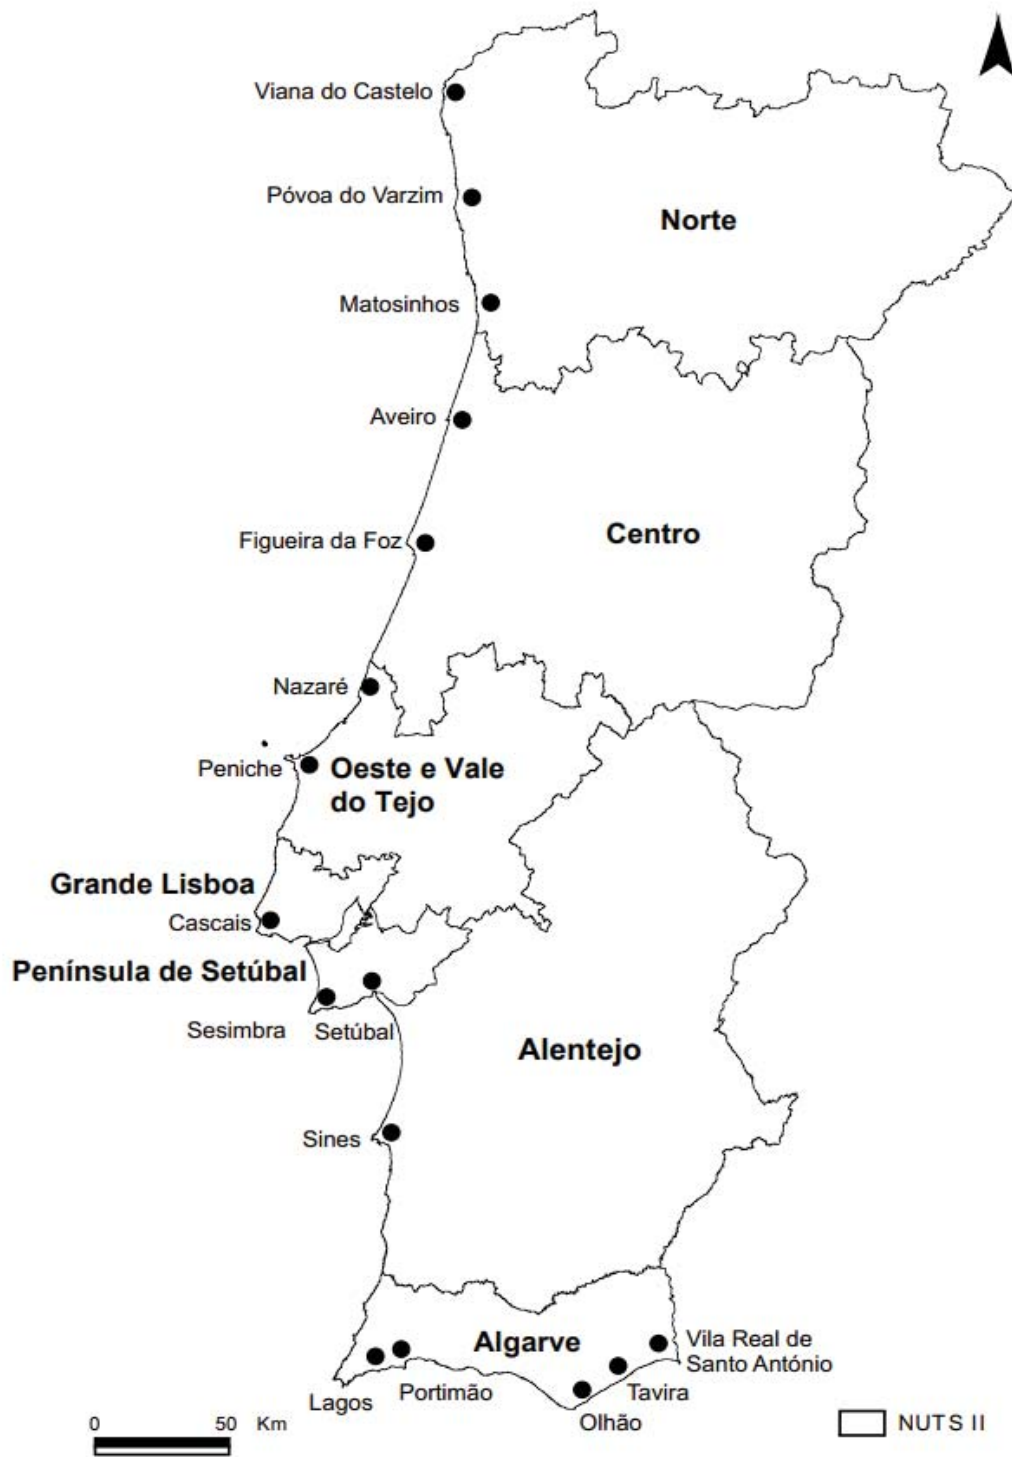 Viana do Castelo
Póvoa do Varzim
Norte
Matosinhos
Aveiro
Centro
Figueira da Foz
Nazaré
Peniche
Oeste e Vale
do Tejo
Grande Lisboa
Cascais
Península de Setúbal
Sesimbra
Setúbal
Alentejo
Sines
Algarve
Vila Real de
Santo António
Lagos
Portimão
Tavira
Olhão
0 50 Km
NUTS II